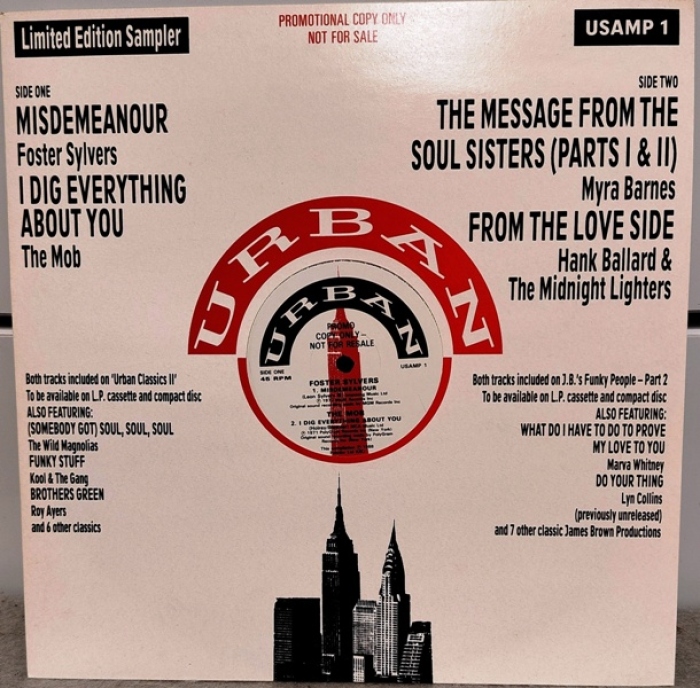 Limited Edition Sampler
PROMOTIONAL COPY ONLY
NOT FOR SALE
USAMP 1
SIDE ONE
MISDEMEANOUR
Foster Sylvers
I DIG EVERYTHING
ABOUT YOU
The Mob
SIDE TWO
THE MESSAGE FROM THE
SOUL SISTERS (PARTS I & II)
Myra Barnes
FROM THE LOVE SIDE
Hank Ballard &
The Midnight Lighters
URBAN
URBAN
PROMO
COPY ONLY –
NOT FOR RESALE
SIDE ONE
45 RPM
USAMP 1
FOSTER SYLVERS
1. MISDEMEANOUR
THE MOB
2. I DIG EVERYTHING ABOUT YOU
Both tracks included on 'Urban Classics II'
To be available on L.P. cassette and compact disc
ALSO FEATURING:
(SOMEBODY GOT) SOUL, SOUL, SOUL
The Wild Magnolias
FUNKY STUFF
Kool & The Gang
BROTHERS GREEN
Roy Ayers
and 6 other classics
Both tracks included on J.B.'s Funky People – Part 2
To be available on L.P. cassette and compact disc
ALSO FEATURING:
WHAT DO I HAVE TO DO TO PROVE
MY LOVE TO YOU
Marva Whitney
DO YOUR THING
Lyn Collins
(previously unreleased)
and 7 other classic James Brown Productions